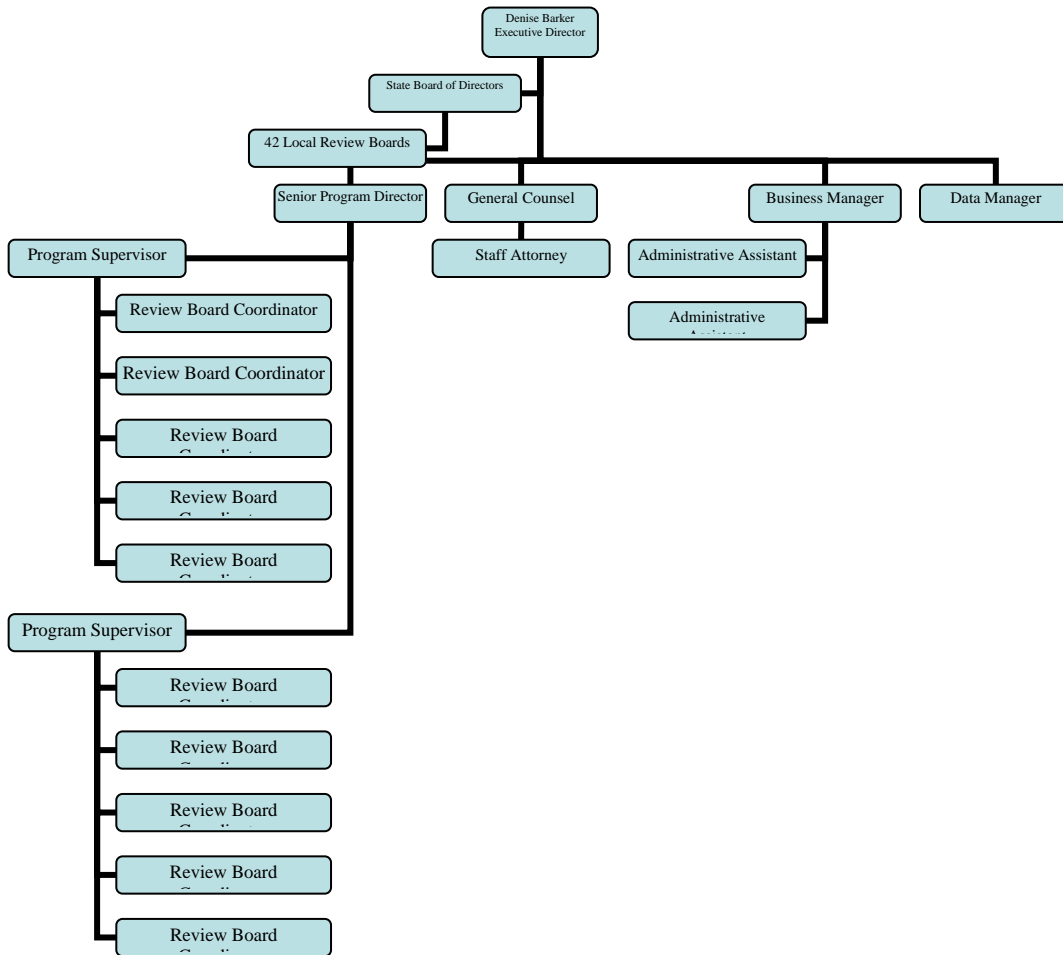 Denise Barker
Executive Director
State Board of Directors
42 Local Review Boards
Senior Program Director
General Counsel
Business Manager
Data Manager
Program Supervisor
Staff Attorney
Administrative Assistant
Review Board Coordinator
Administrative
Review Board Coordinator
Review Board
Review Board
Review Board
Program Supervisor
Review Board
Review Board
Review Board
Review Board
Review Board